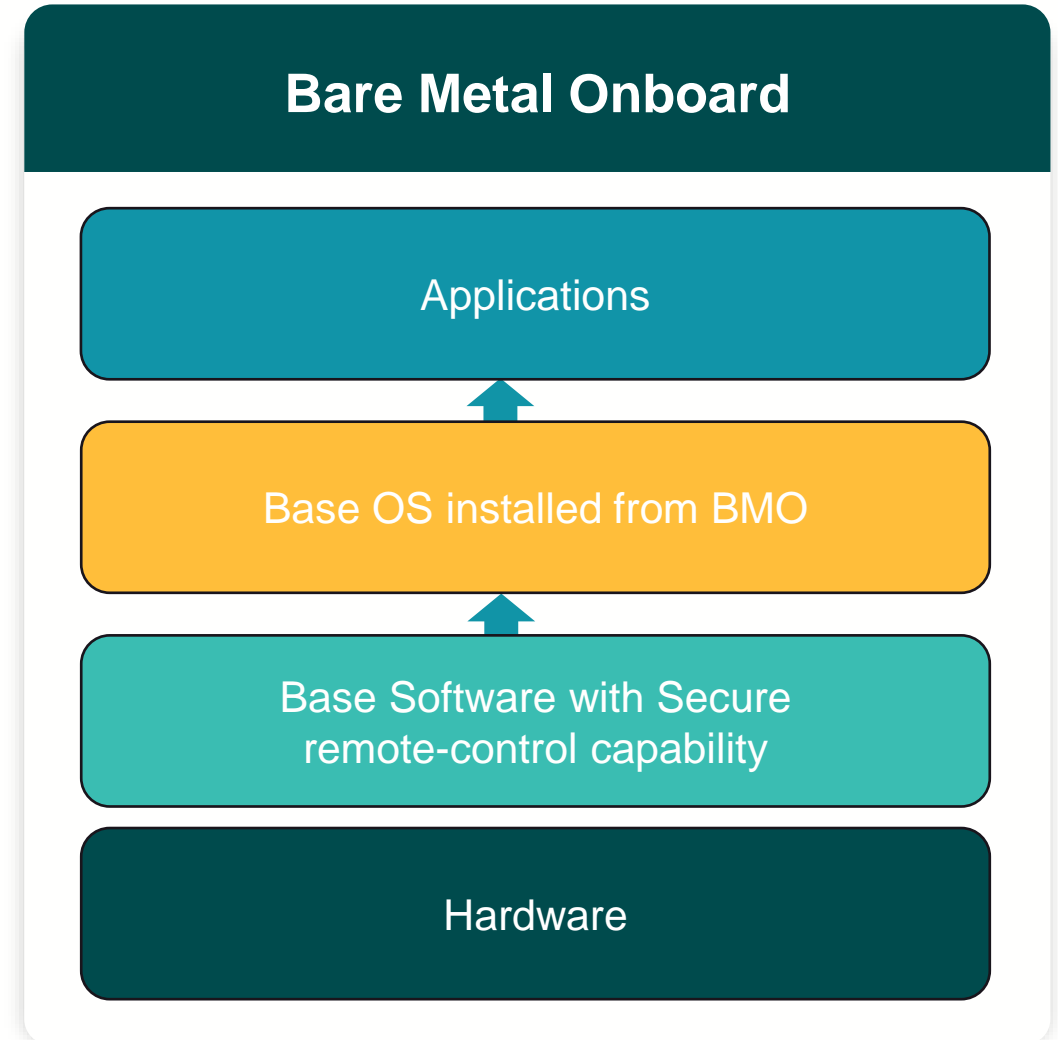 Bare Metal Onboard
Applications
Base OS installed from BMO
Base Software with Secure
remote-control capability
Hardware